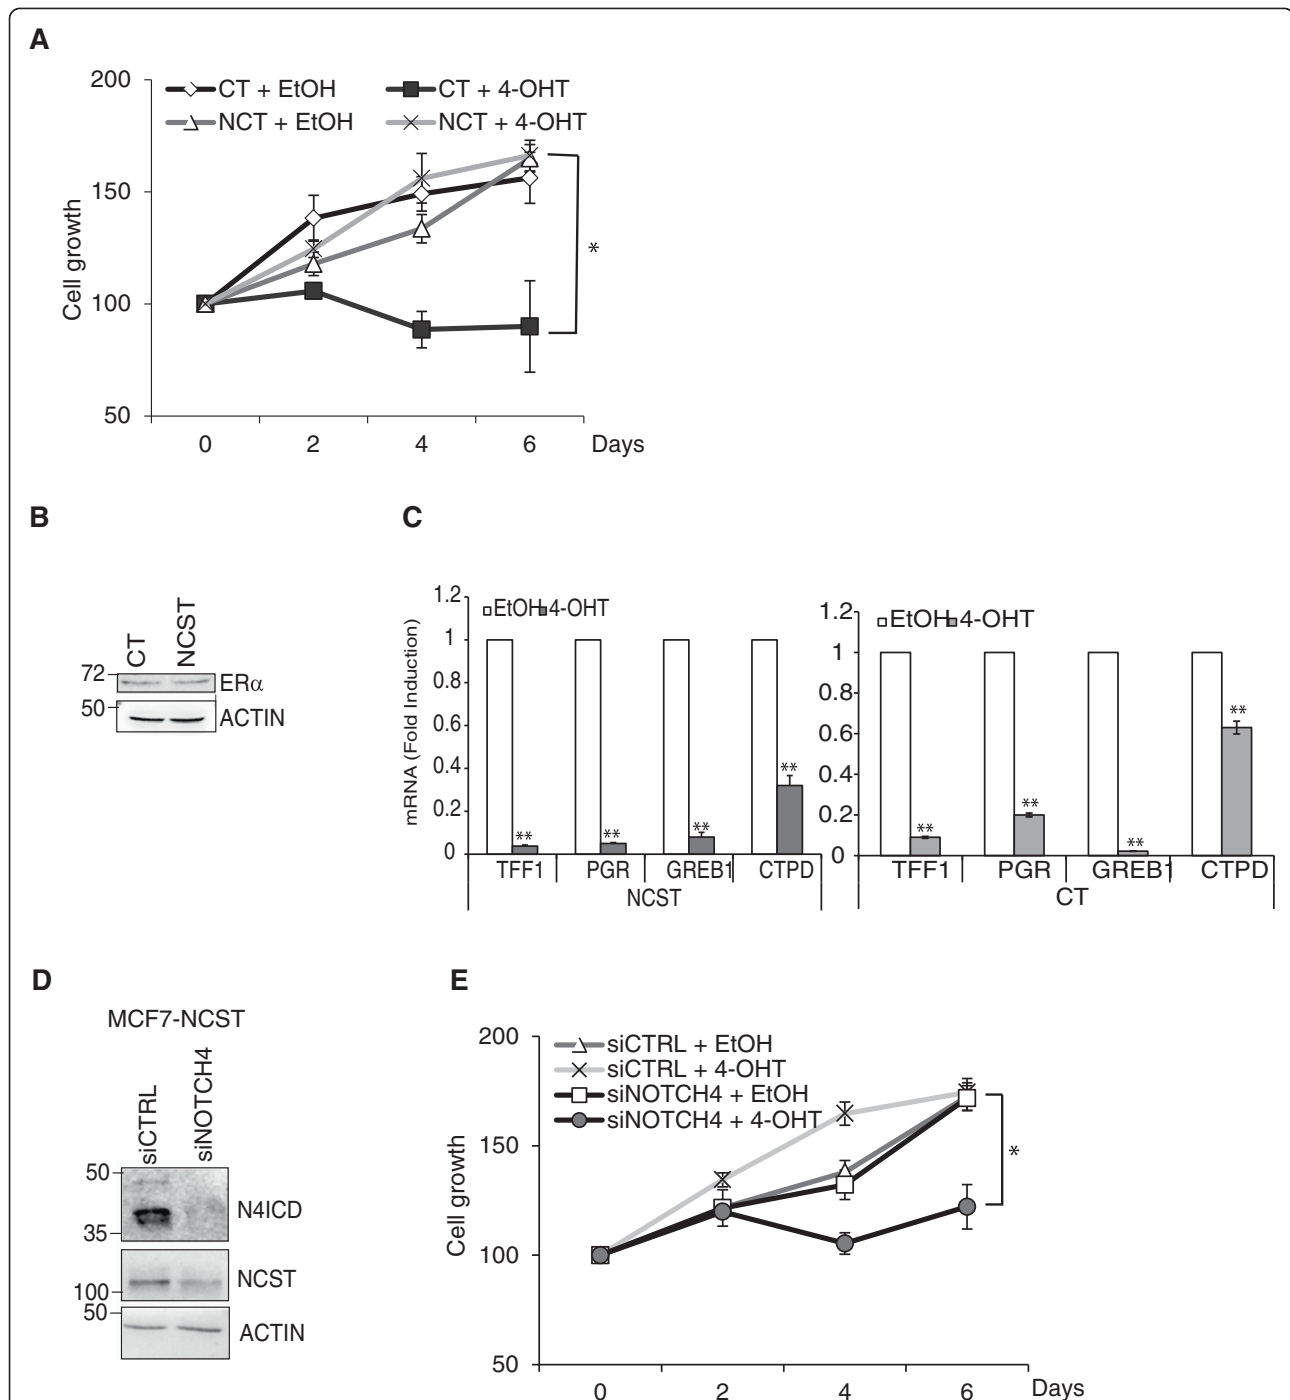 A
200
150
100
50
Cell growth
CT + EtOH
CT + 4-OHT
NCT + EtOH
NCT + 4-OHT
*
0 2 4 6 Days
B
CT
NCST
72
ERα
50
ACTIN
C
mRNA (Fold Induction)
1.2
1
0.8
0.6
0.4
0.2
0
EtOH 4-OHT
** ** ** **
TFF1 PGR GREB1 CTPD
NCST
1.2
1
0.8
0.6
0.4
0.2
0
EtOH 4-OHT
** ** ** **
TFF1 PGR GREB1 CTPD
CT
D
MCF7-NCST
siCTRL
siNOTCH4
50
N4ICD
35
NCST
100
50
ACTIN
E
200
150
100
50
Cell growth
siCTRL + EtOH
siCTRL + 4-OHT
siNOTCH4 + EtOH
siNOTCH4 + 4-OHT
*
0 2 4 6 Days